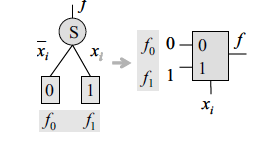 f
S
x̄ᵢ xᵢ
0 1
f₀ f₁
f₀ 0 0 f
f₁ 1 1
xᵢ